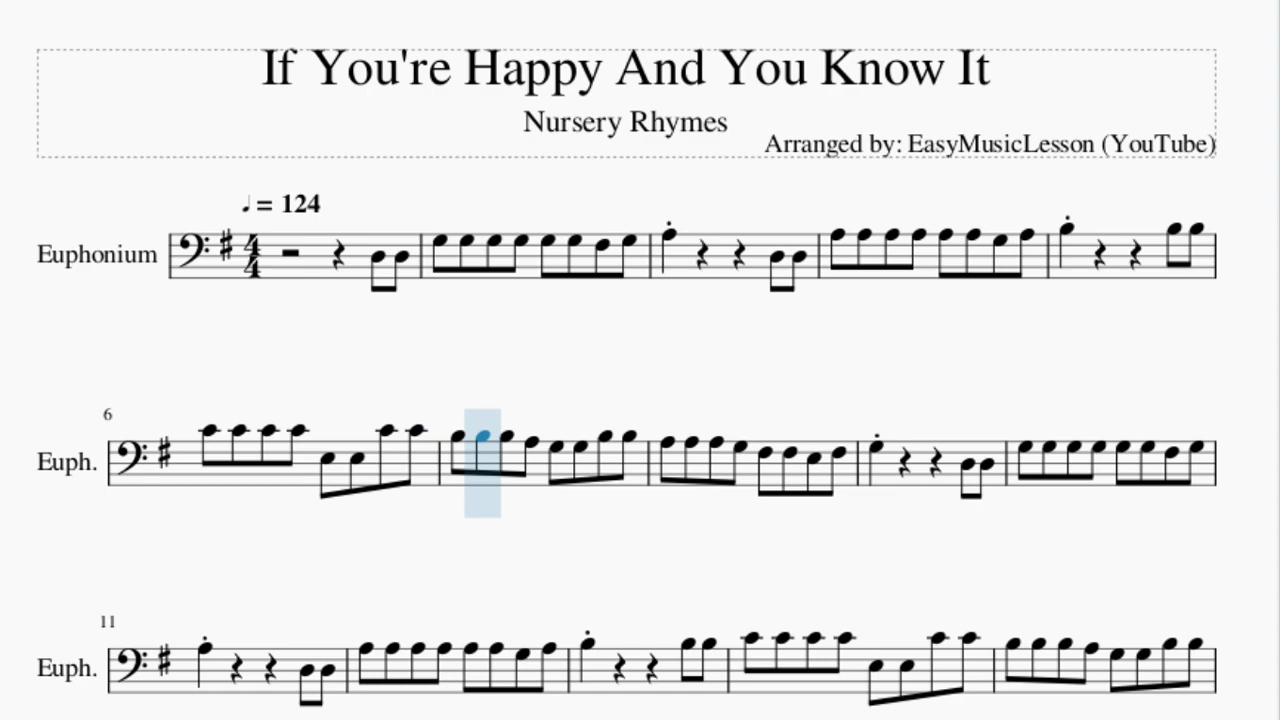 If You're Happy And You Know It
Nursery Rhymes
Arranged by: EasyMusicLesson (YouTube)
♩ = 124
Euphonium
4
4
6
Euph.
11
Euph.